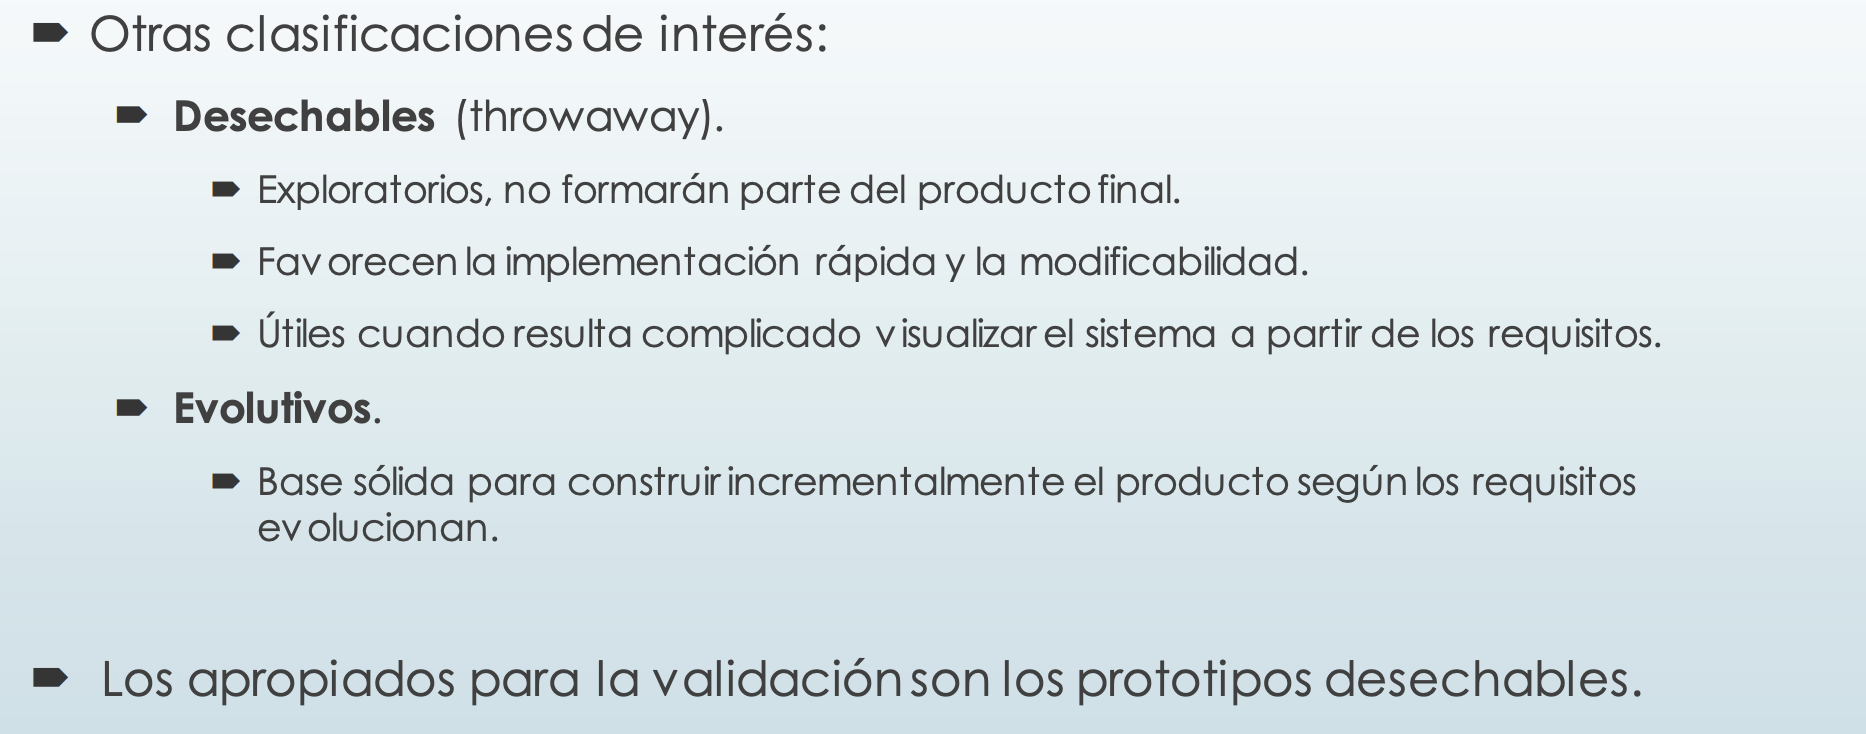 Otras clasificaciones de interés:
Desechables (throwaway).
Exploratorios, no formarán parte del producto final.
Favorecen la implementación rápida y la modificabilidad.
Útiles cuando resulta complicado visualizar el sistema a partir de los requisitos.
Evolutivos.
Base sólida para construir incrementalmente el producto según los requisitos
evolucionan.
Los apropiados para la validación son los prototipos desechables.